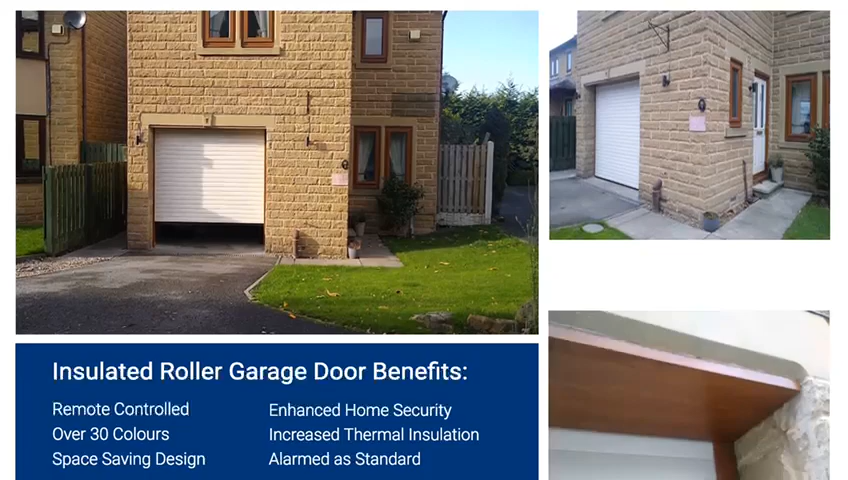 Insulated Roller Garage Door Benefits:
Remote Controlled
Over 30 Colours
Space Saving Design
Enhanced Home Security
Increased Thermal Insulation
Alarmed as Standard